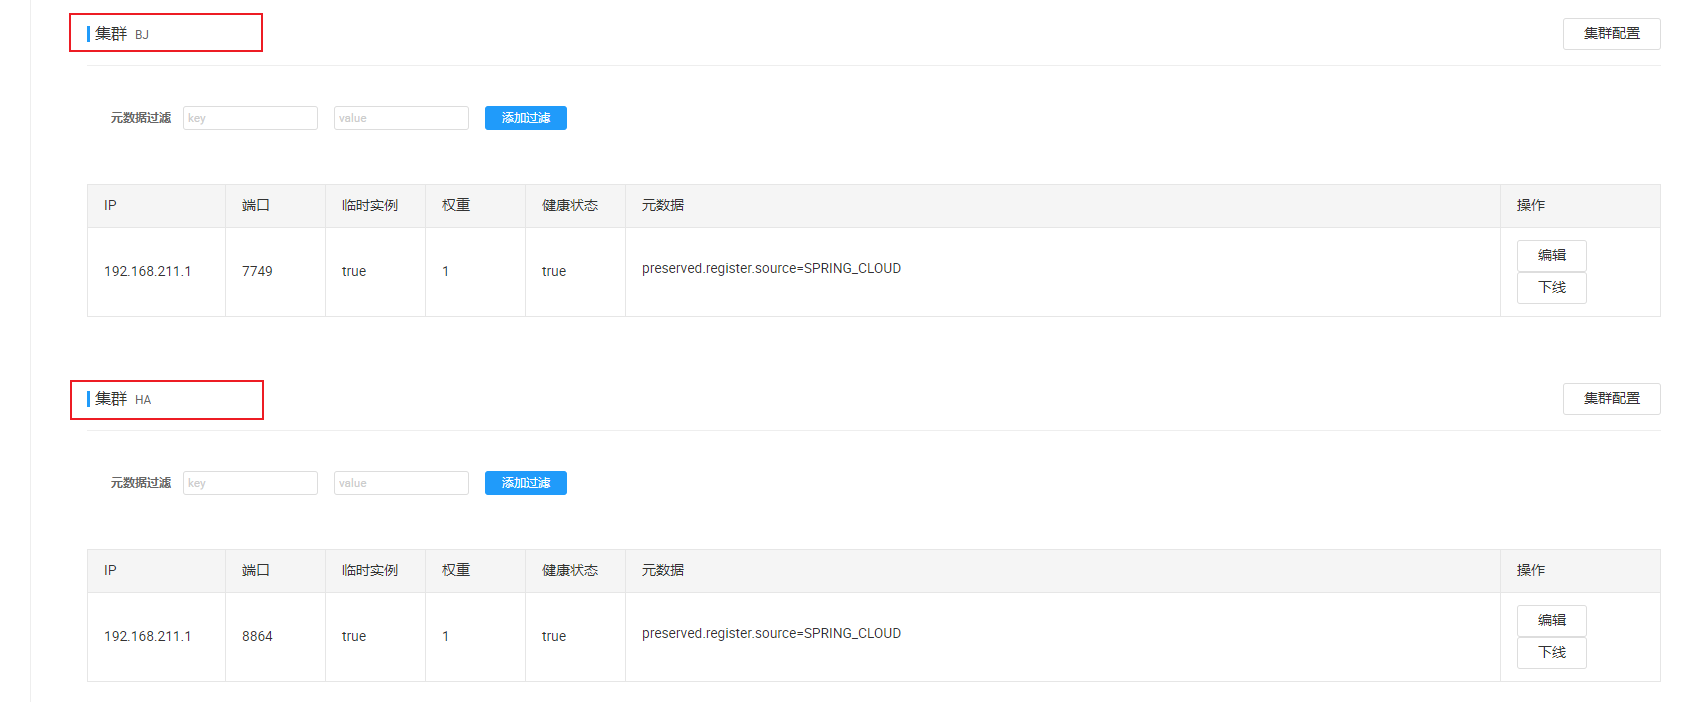 集群 BJ 集群配置
元数据过滤 key value 添加过滤
IP 端口 临时实例 权重 健康状态 元数据 操作
192.168.211.1 7749 true 1 true preserved.register.source=SPRING_CLOUD 编辑
下线
集群 HA 集群配置
元数据过滤 key value 添加过滤
IP 端口 临时实例 权重 健康状态 元数据 操作
192.168.211.1 8864 true 1 true preserved.register.source=SPRING_CLOUD 编辑
下线